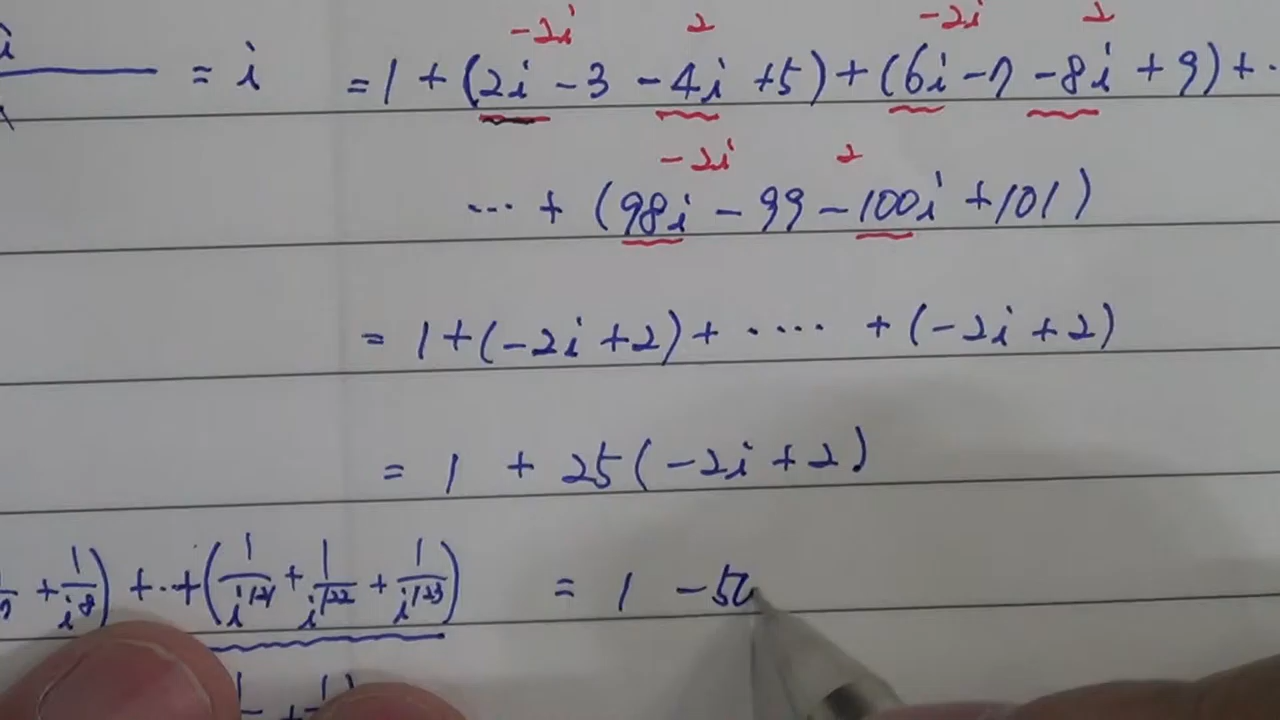 -2i 2 -2i 2
i = i = 1 + (2i - 3 - 4i + 5) + (6i - 7 - 8i + 9) + ·
-2i 2
··· + (98i - 99 - 100i + 101)
= 1 + (-2i + 2) + ···· + (-2i + 2)
= 1 + 25(-2i + 2)
+ 1/i⁸) + ·· + (1/i¹²¹ + 1/i¹²² + 1/i¹²³) = 1 - 50